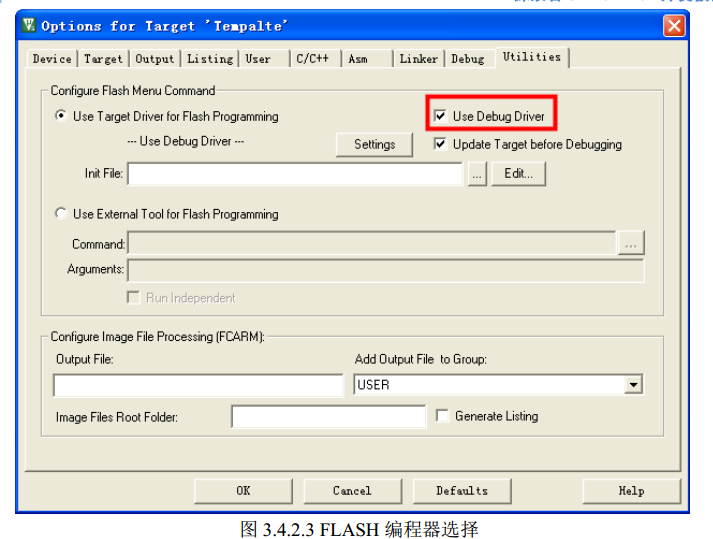 Options for Target 'Tempalte'
Device Target Output Listing User C/C++ Asm Linker Debug Utilities
Configure Flash Menu Command
Use Target Driver for Flash Programming
Use Debug Driver
--- Use Debug Driver ---
Settings
Update Target before Debugging
Init File:
...
Edit...
Use External Tool for Flash Programming
Command:
...
Arguments:
Run Independent
Configure Image File Processing (FCARM):
Output File:
Add Output File to Group:
USER
Image Files Root Folder:
Generate Listing
OK Cancel Defaults Help
图 3.4.2.3 FLASH 编程器选择